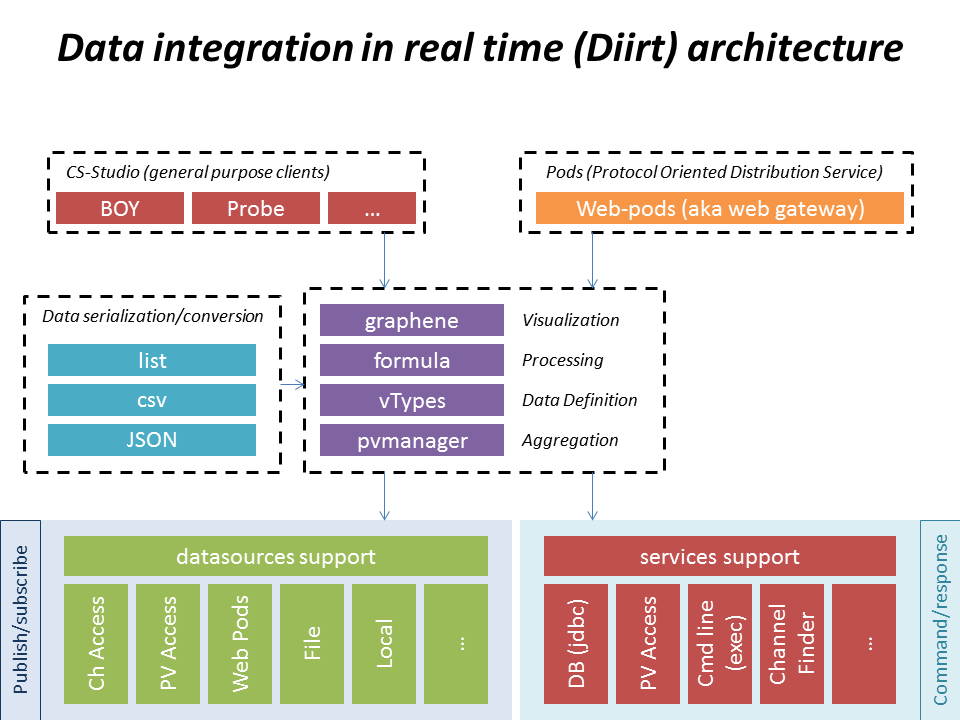 Data integration in real time (Diirt) architecture
CS-Studio (general purpose clients)
BOY
Probe
...
Pods (Protocol Oriented Distribution Service)
Web-pods (aka web gateway)
Data serialization/conversion
list
csv
JSON
graphene
Visualization
formula
Processing
vTypes
Data Definition
pvmanager
Aggregation
Publish/subscribe
datasources support
Ch Access
PV Access
Web Pods
File
Local
...
services support
DB (jdbc)
PV Access
Cmd line
(exec)
Channel
Finder
...
Command/response